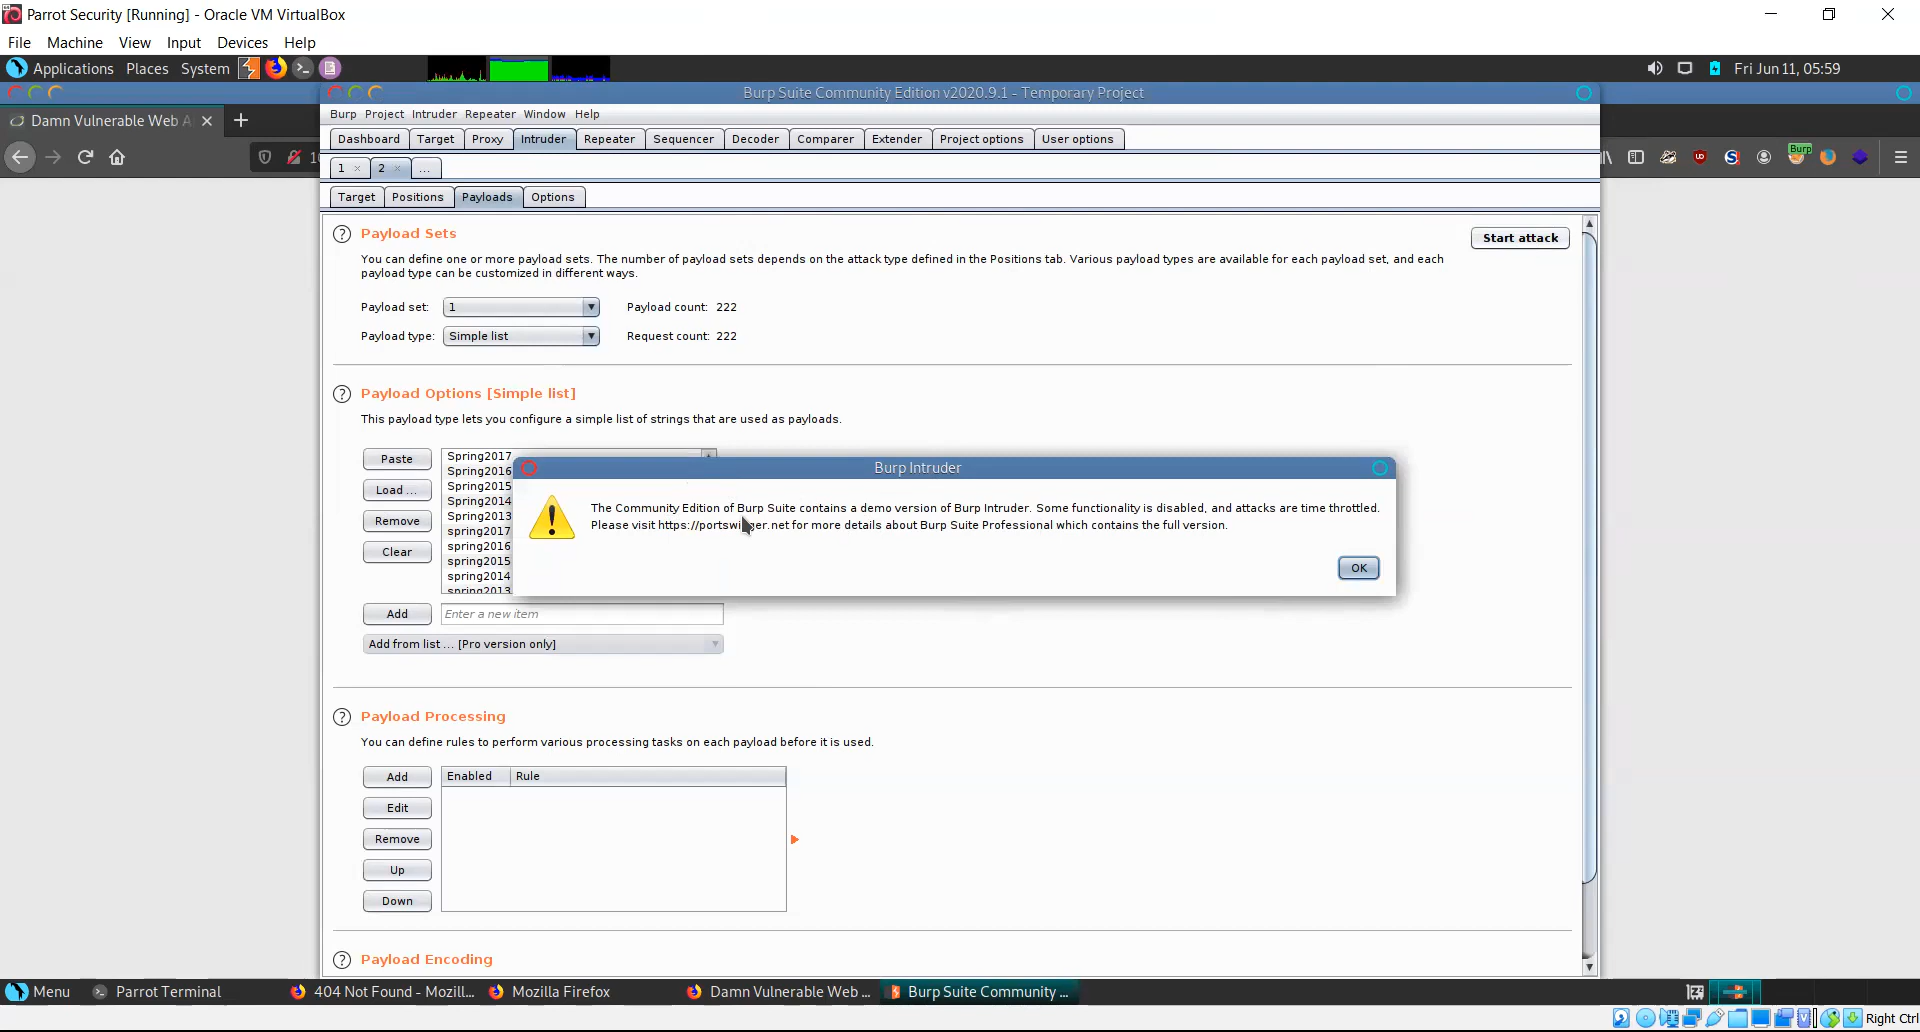 Parrot Security [Running] - Oracle VM VirtualBox
File Machine View Input Devices Help
Applications Places System Fri Jun 11, 05:59
Burp Suite Community Edition v2020.9.1 - Temporary Project
Damn Vulnerable Web A
Burp Project Intruder Repeater Window Help
Dashboard Target Proxy Intruder Repeater Sequencer Decoder Comparer Extender Project options User options
Burp
1 × 2 × ...
Target Positions Payloads Options
? Payload Sets
Start attack
You can define one or more payload sets. The number of payload sets depends on the attack type defined in the Positions tab. Various payload types are available for each payload set, and each
payload type can be customized in different ways.
Payload set: 1 Payload count: 222
Payload type: Simple list Request count: 222
? Payload Options [Simple list]
This payload type lets you configure a simple list of strings that are used as payloads.
Paste
Load ...
Remove
Clear
Spring2017
Spring2016
Spring2015
Spring2014
Spring2013
spring2017
spring2016
spring2015
spring2014
spring2013
Burp Intruder
The Community Edition of Burp Suite contains a demo version of Burp Intruder. Some functionality is disabled, and attacks are time throttled.
Please visit https://portswigger.net for more details about Burp Suite Professional which contains the full version.
OK
Add Enter a new item
Add from list ... [Pro version only]
? Payload Processing
You can define rules to perform various processing tasks on each payload before it is used.
Add
Edit
Remove
Up
Down
Enabled Rule
? Payload Encoding
Menu Parrot Terminal 404 Not Found - Mozill... Mozilla Firefox Damn Vulnerable Web ... Burp Suite Community ...
Right Ctrl